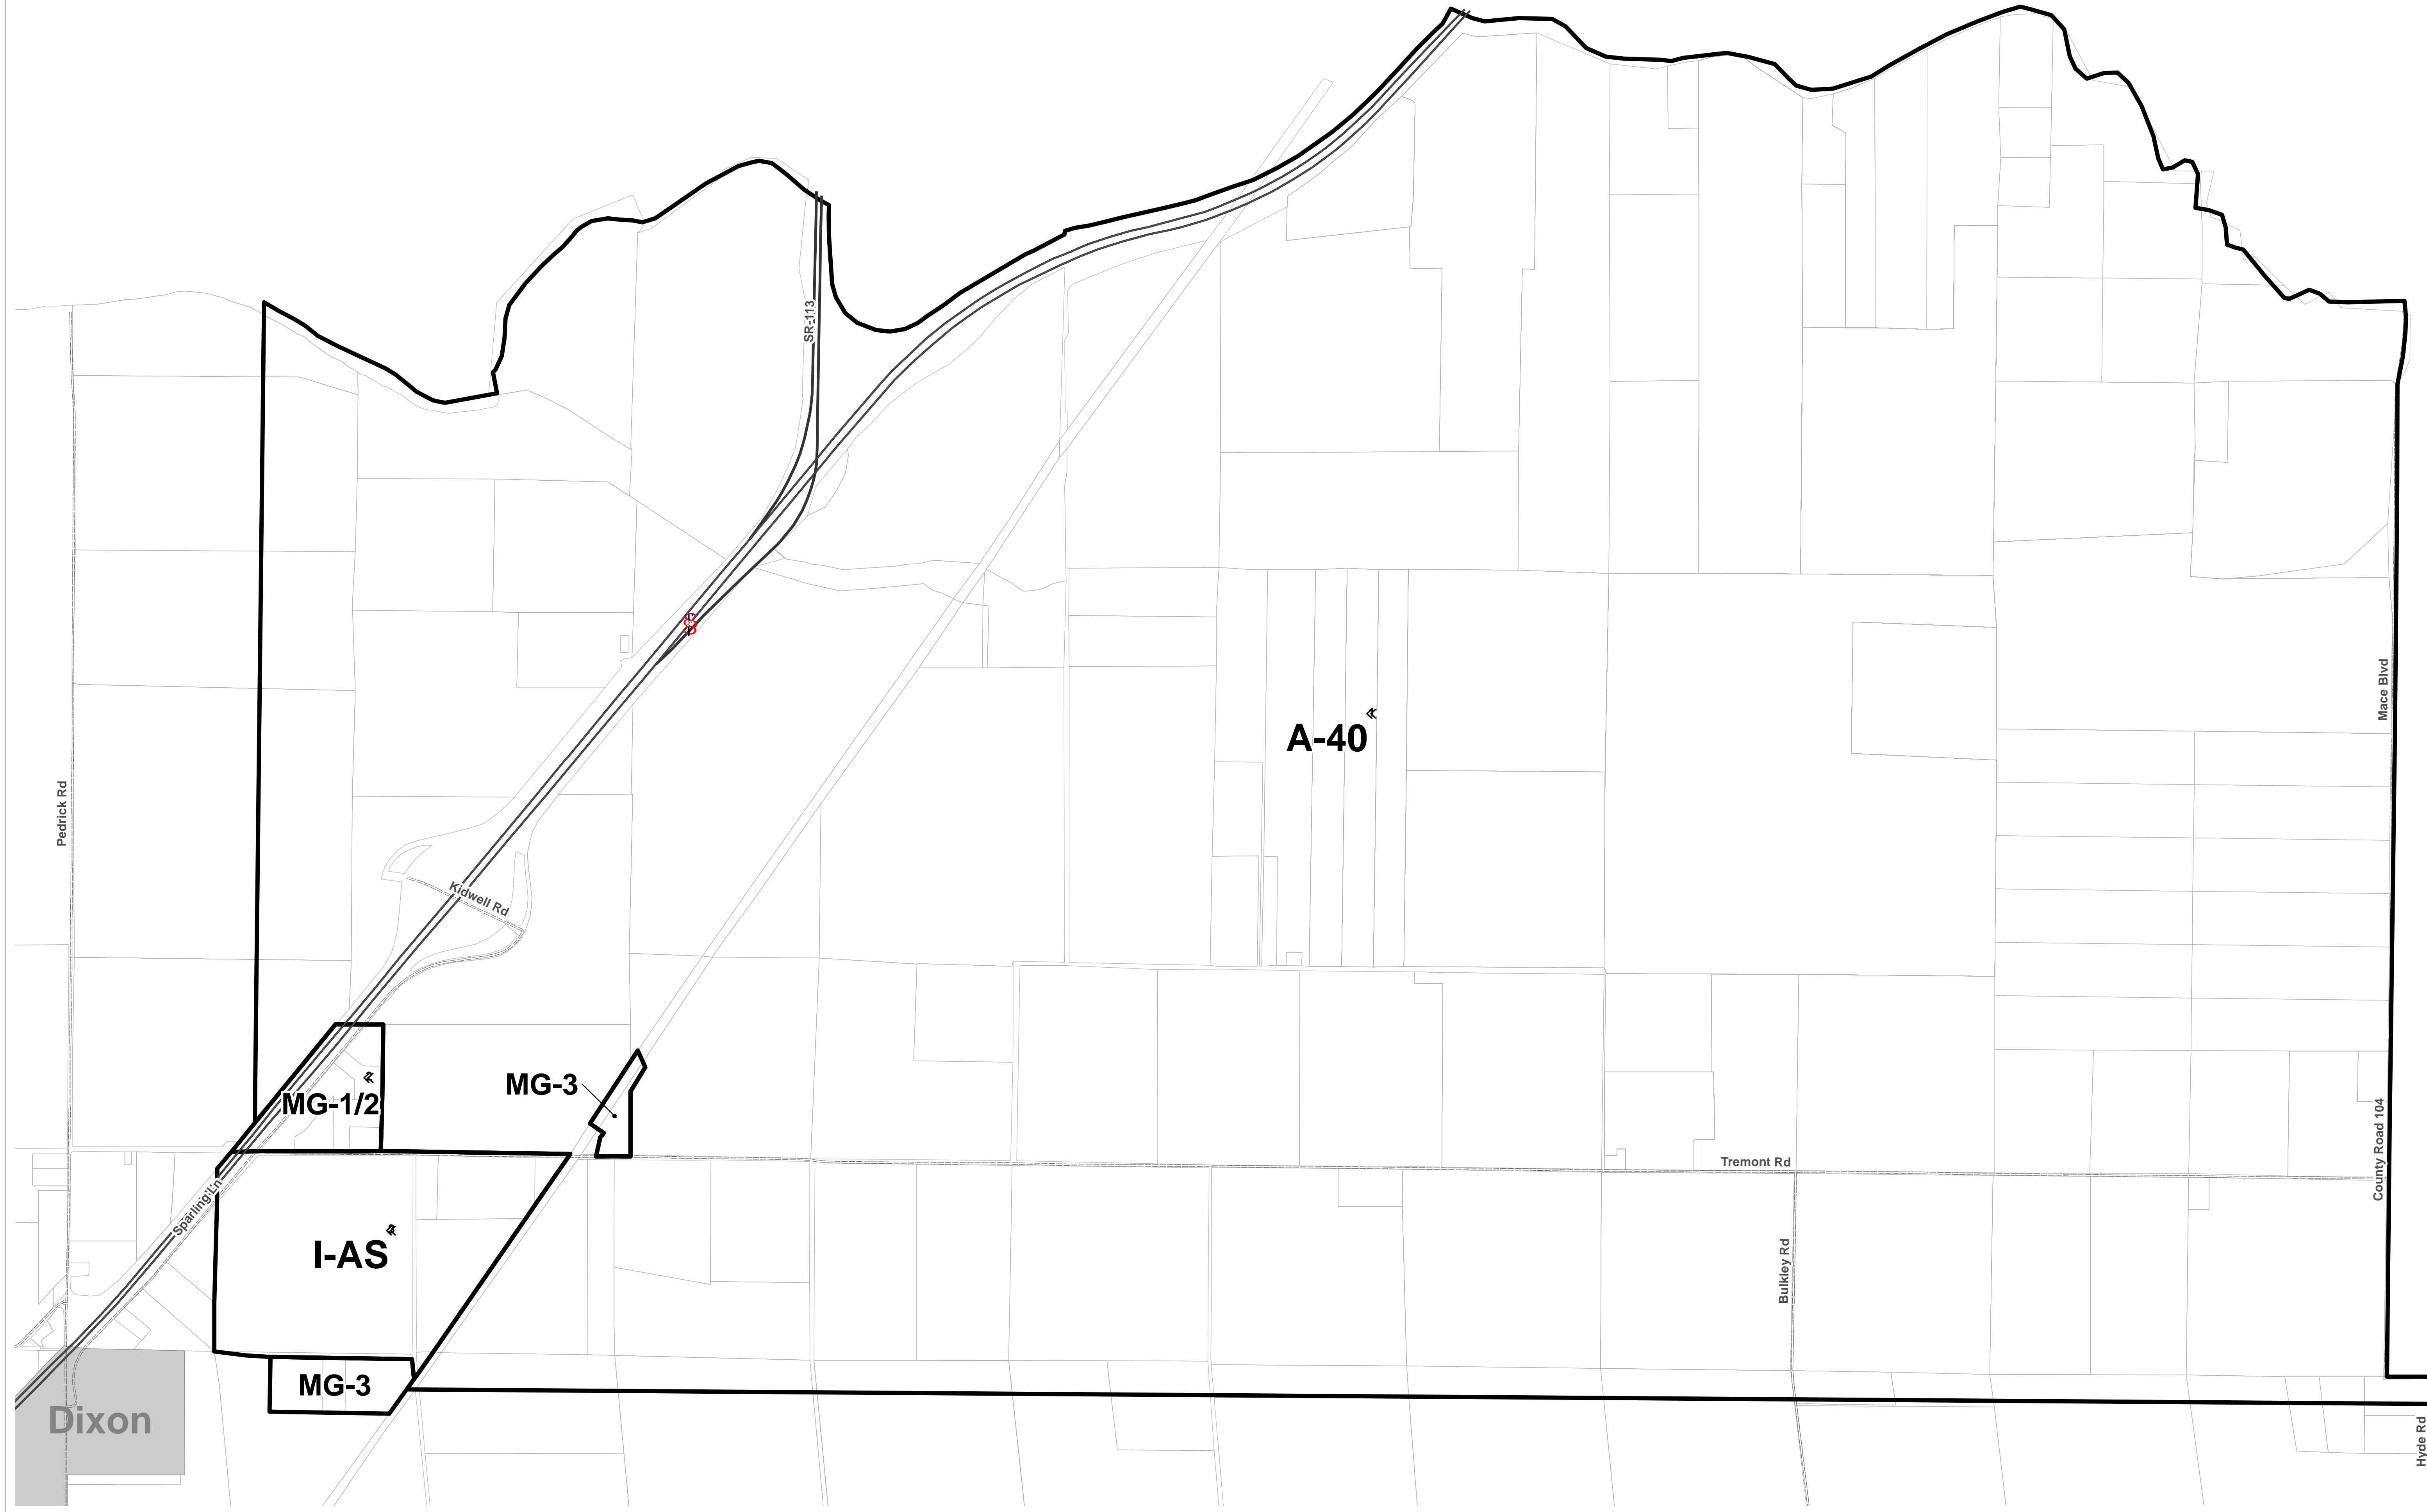 SR-113
Mace Blvd
A-40
Pedrick Rd
Kidwell Rd
MG-3
MG-1/2
County Road 104
Tremont Rd
Sparling Ln
I-AS
Bulkley Rd
MG-3
Dixon
Hyde Rd